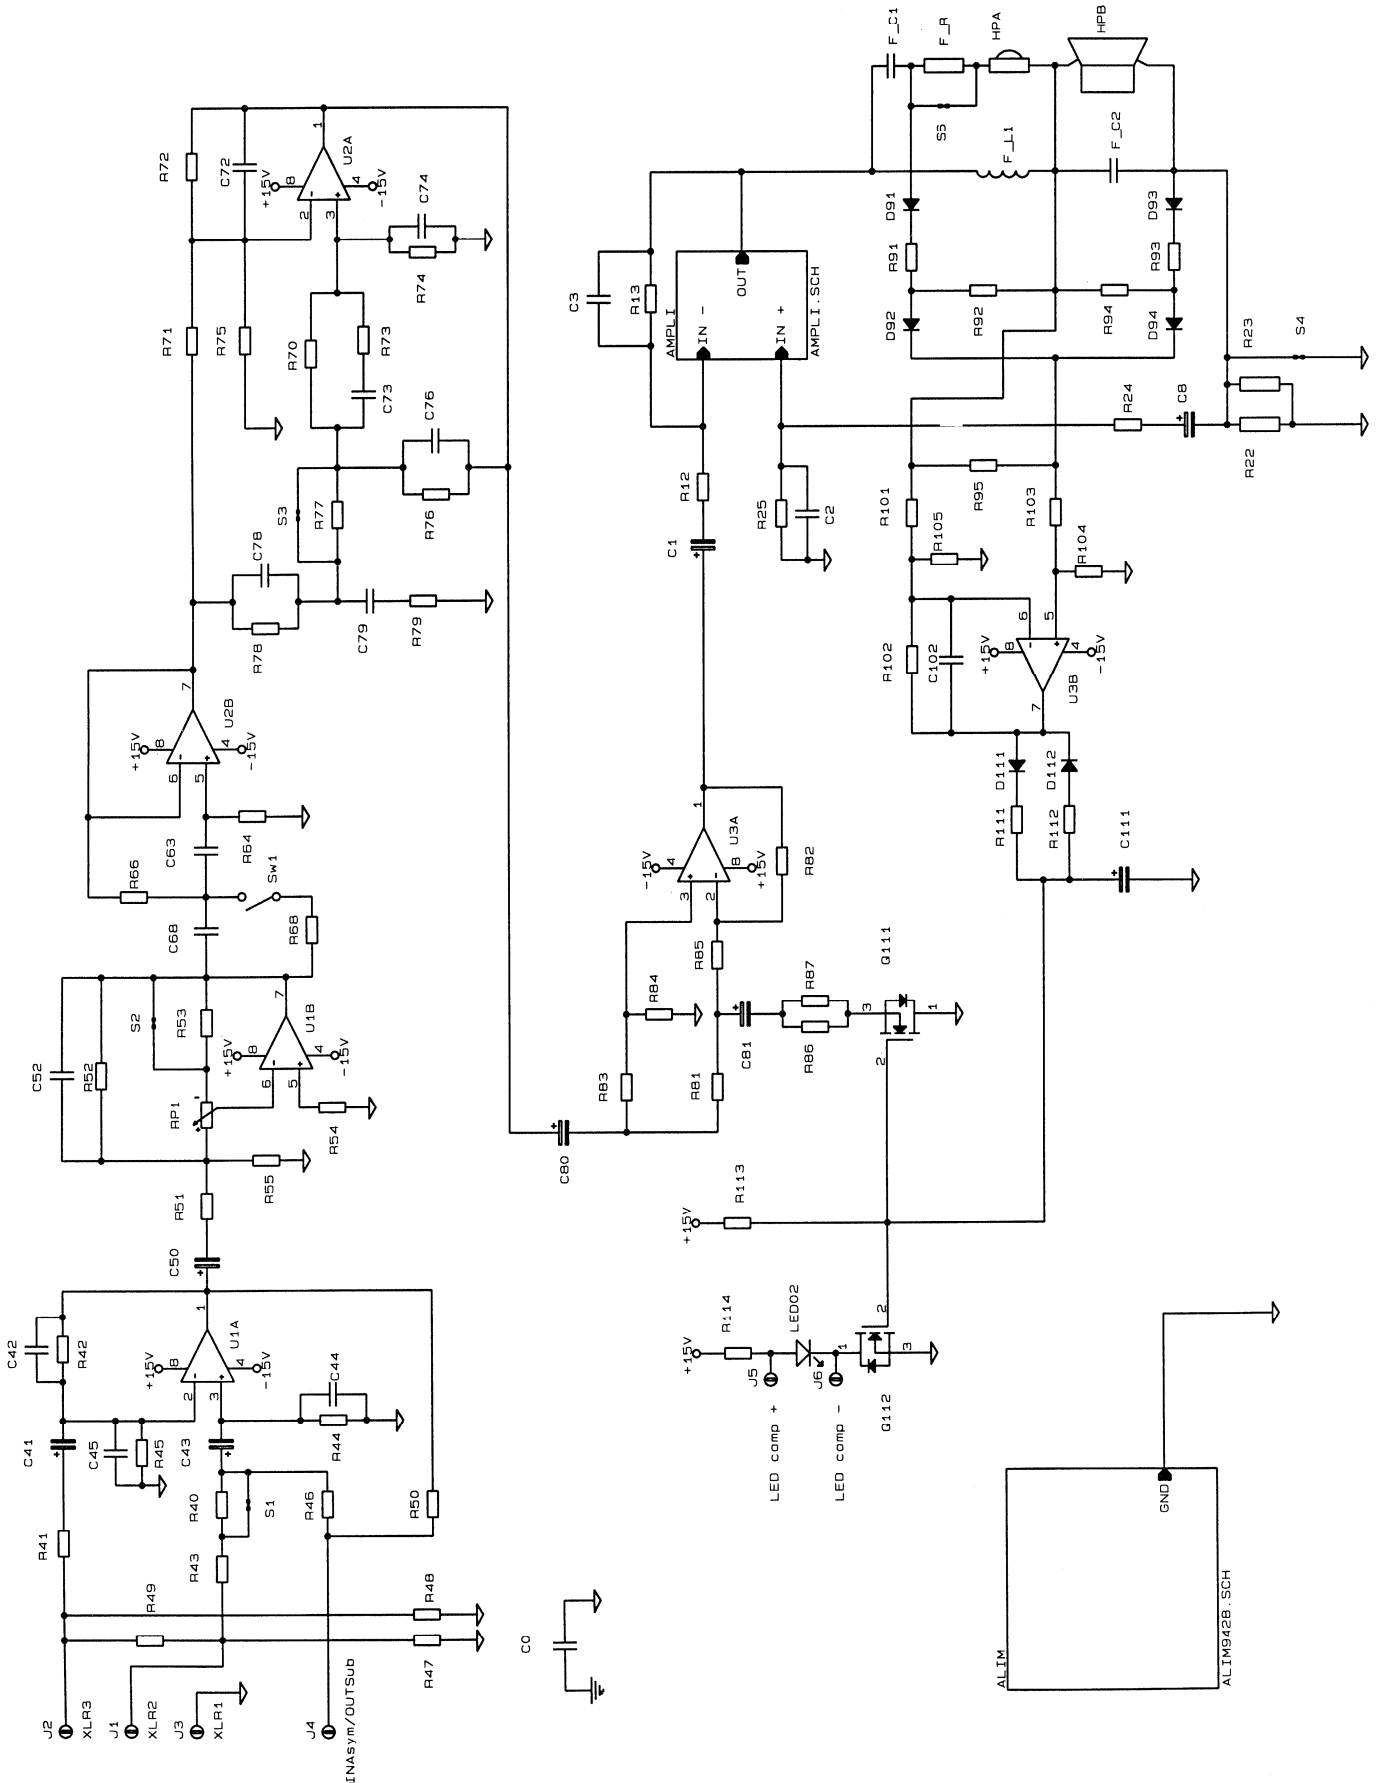 J2
XLR3
J1
XLR2
J3
XLR1
J4
INAsym/OUTSub
R49
R48
R47
C0
R41
R43
R40
S1
R46
R50
C41
C45
R45
C43
R44
C44
C42
R42
+15V
8
2
3
1
4
-15V
U1A
C50
R51
R55
RP1
- +
R54
C52
R52
S2
R53
+15V
8
6
5
7
4
-15V
U1B
C68
R68
SW1
R66
C63
R64
+15V
8
6
5
7
4
-15V
U2B
R78
C78
C79
R79
S3
R77
R76
C76
R71
R75
R70
C73
R73
R74
C74
R72
C72
+15V
8
2
3
1
4
-15V
U2A
C80
R83
R84
R81
R85
C81
R86
R87
R82
-15V
4
3
2
1
8
+15V
U3A
Q111
3
2
1
C1
R12
R25
C2
C3
R13
AMPLI
IN -
IN +
OUT
AMPLI.SCH
F_C1
F_R
HPA
HPB
S5
F_L1
F_C2
D91
R91
D92
R92
R94
D93
R93
D94
R23
S4
R22
R24
C8
R101
R95
R103
R105
R104
R102
C102
+15V
8
6
5
7
4
-15V
U3B
D111
D112
R111
R112
C111
+15V
R113
+15V
R114
LED02
J5
J6
LED comp +
LED comp -
1
2
3
Q112
ALIM
GND
ALIM942B.SCH